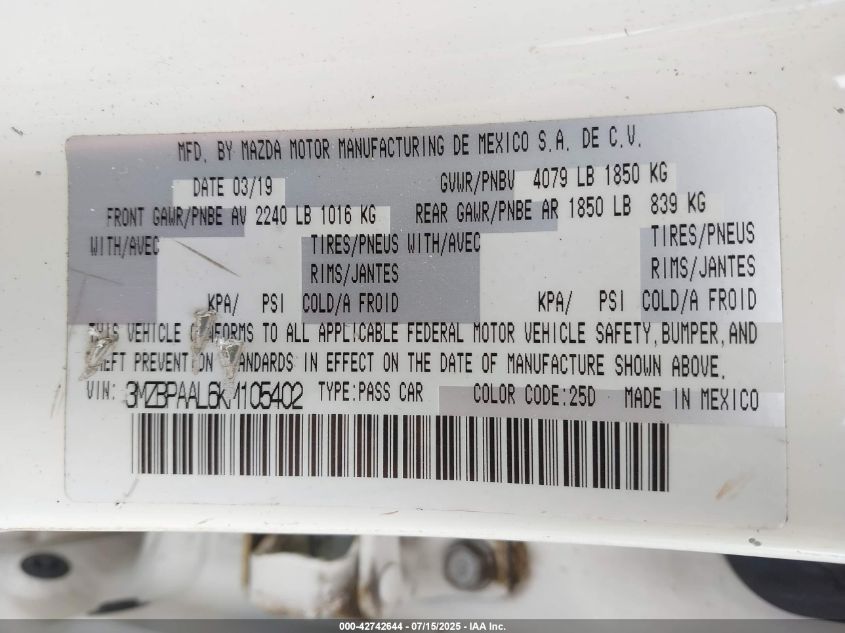 MFD. BY MAZDA MOTOR MANUFACTURING DE MEXICO S.A. DE C.V.
DATE 03/19 GVWR/PNBV 4079 LB 1850 KG
FRONT GAWR/PNBE AV 2240 LB 1016 KG REAR GAWR/PNBE AR 1850 LB 839 KG
WITH/AVEC TIRES/PNEUS WITH/AVEC TIRES/PNEUS
RIMS/JANTES RIMS/JANTES
KPA/ PSI COLD/A FROID KPA/ PSI COLD/A FROID
VEHICLE TO ALL APPLICABLE FEDERAL MOTOR VEHICLE SAFETY, BUMPER, AND
IN EFFECT ON THE DATE OF MANUFACTURE SHOWN ABOVE.
VIN: TYPE:PASS CAR COLOR CODE:25D MADE IN MEXICO
000-42742644 / 07/15/2025 - IAA Inc.